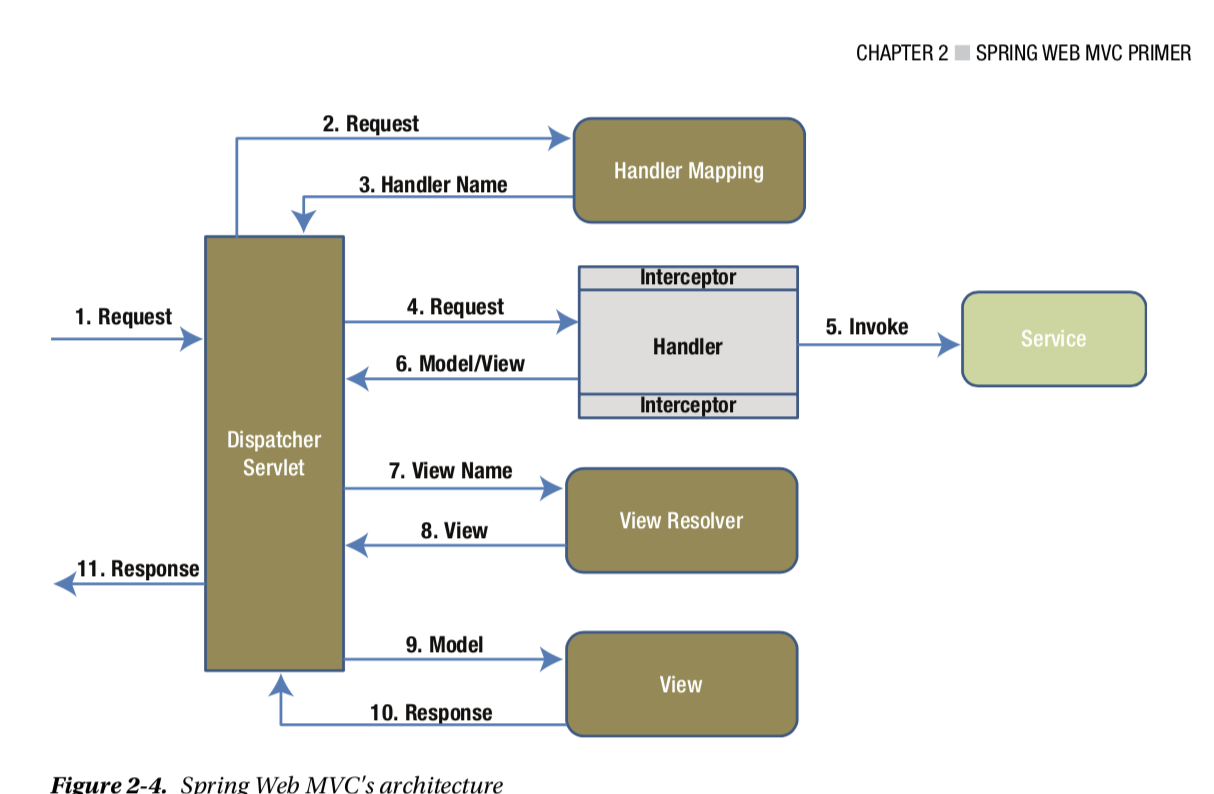 CHAPTER 2 ■ SPRING WEB MVC PRIMER
2. Request
Handler Mapping
3. Handler Name
Interceptor
1. Request
4. Request
Handler
5. Invoke
Service
6. Model/View
Interceptor
Dispatcher
Servlet
7. View Name
View Resolver
8. View
11. Response
9. Model
View
10. Response
Figure 2-4. Spring Web MVC's architecture